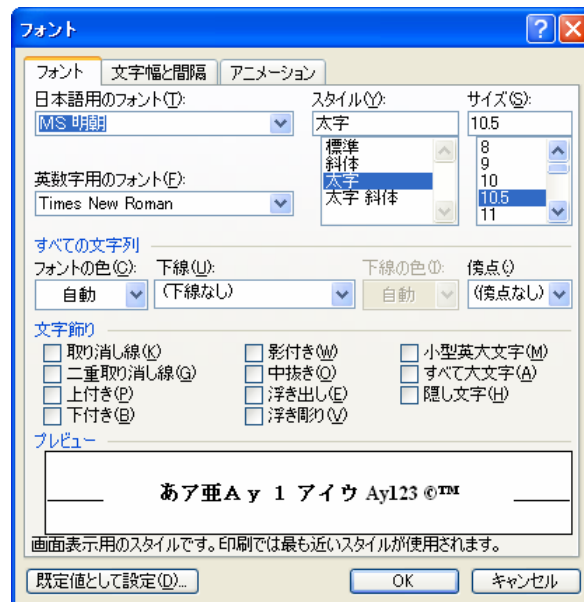 フォント
フォント 文字幅と間隔 アニメーション
日本語用のフォント(T): スタイル(Y): サイズ(S):
MS 明朝 太字 10.5
標準 8
斜体 9
太字 10
太字 斜体 10.5
11
英数字用のフォント(F):
Times New Roman
すべての文字列
フォントの色(C): 下線(U): 下線の色(I): 傍点(:)
自動 (下線なし) 自動 (傍点なし)
文字飾り
取り消し線(K) 影付き(W) 小型英大文字(M)
二重取り消し線(G) 中抜き(O) すべて大文字(A)
上付き(P) 浮き出し(E) 隠し文字(H)
下付き(B) 浮き彫り(V)
プレビュー
あア亜Ay 1 アイウ Ay123 ©™
画面表示用のスタイルです。印刷では最も近いスタイルが使用されます。
既定値として設定(D)... OK キャンセル